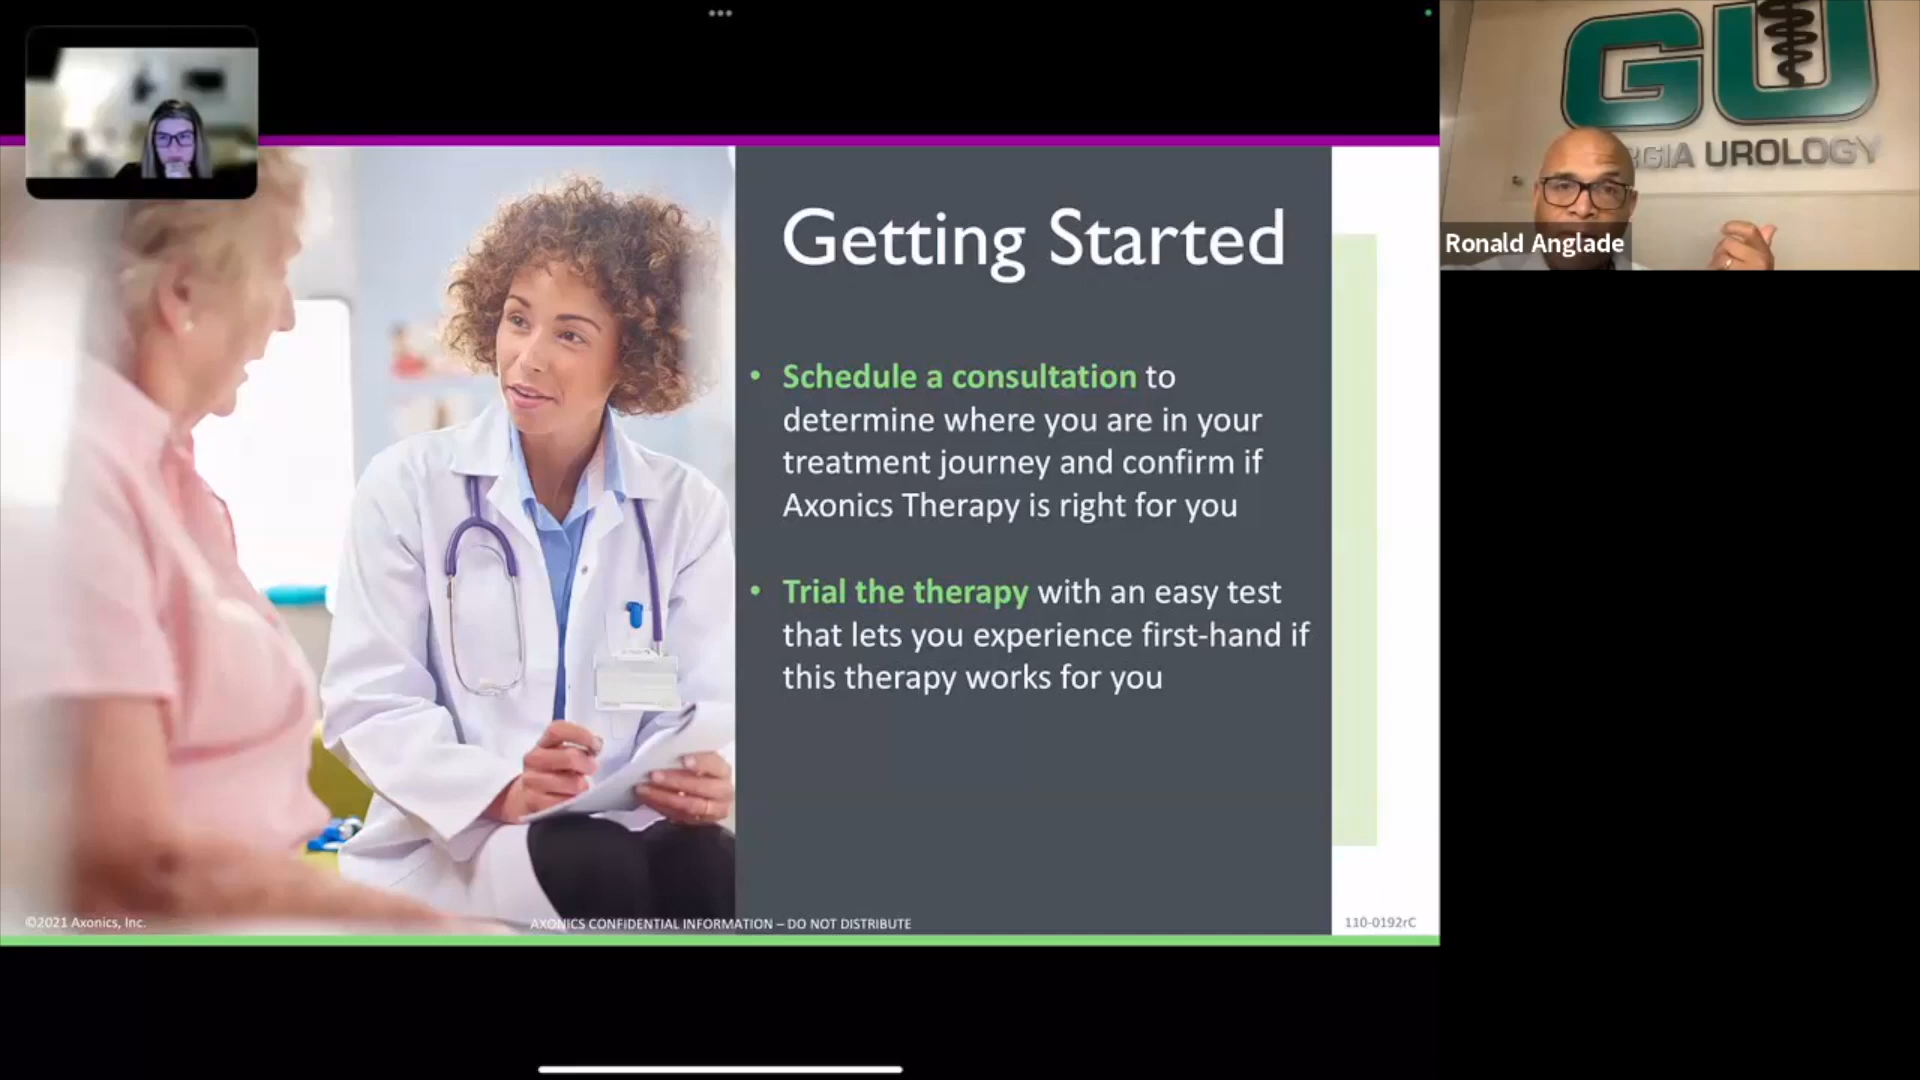 GU
RGIA UROLOGY
Ronald Anglade
Getting Started
• Schedule a consultation to
determine where you are in your
treatment journey and confirm if
Axonics Therapy is right for you
• Trial the therapy with an easy test
that lets you experience first-hand if
this therapy works for you
©2021 Axonics, Inc.
AXONICS CONFIDENTIAL INFORMATION – DO NOT DISTRIBUTE
110-0192rC